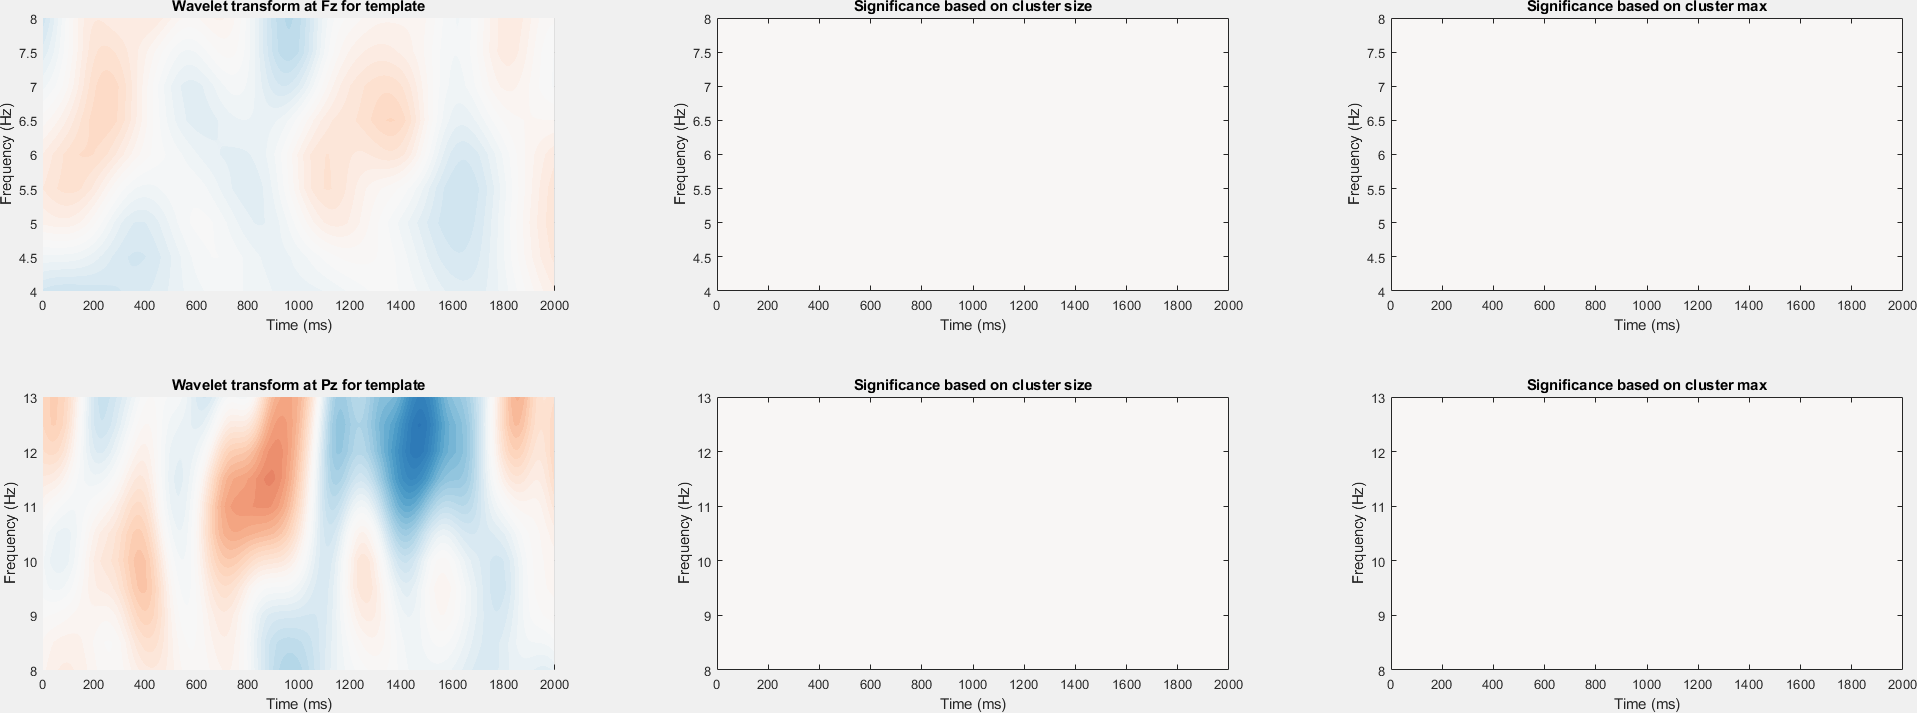 Wavelet transform at Fz for template
Significance based on cluster size
Significance based on cluster max
8
7.5
7
6.5
6
5.5
5
4.5
4
Frequency (Hz)
0 200 400 600 800 1000 1200 1400 1600 1800 2000
Time (ms)
8
7.5
7
6.5
6
5.5
5
4.5
4
Frequency (Hz)
0 200 400 600 800 1000 1200 1400 1600 1800 2000
Time (ms)
8
7.5
7
6.5
6
5.5
5
4.5
4
Frequency (Hz)
0 200 400 600 800 1000 1200 1400 1600 1800 2000
Time (ms)
Wavelet transform at Pz for template
Significance based on cluster size
Significance based on cluster max
13
12
11
10
9
8
Frequency (Hz)
0 200 400 600 800 1000 1200 1400 1600 1800 2000
Time (ms)
13
12
11
10
9
8
Frequency (Hz)
0 200 400 600 800 1000 1200 1400 1600 1800 2000
Time (ms)
13
12
11
10
9
8
Frequency (Hz)
0 200 400 600 800 1000 1200 1400 1600 1800 2000
Time (ms)